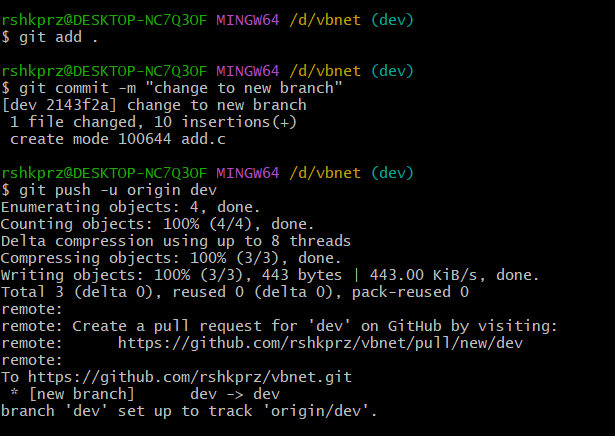 rshkprz@DESKTOP-NC7Q3OF MINGW64 /d/vbnet (dev)
$ git add .
rshkprz@DESKTOP-NC7Q3OF MINGW64 /d/vbnet (dev)
$ git commit -m "change to new branch"
[dev 2143f2a] change to new branch
 1 file changed, 10 insertions(+)
 create mode 100644 add.c
rshkprz@DESKTOP-NC7Q3OF MINGW64 /d/vbnet (dev)
$ git push -u origin dev
Enumerating objects: 4, done.
Counting objects: 100% (4/4), done.
Delta compression using up to 8 threads
Compressing objects: 100% (3/3), done.
Writing objects: 100% (3/3), 443 bytes | 443.00 KiB/s, done.
Total 3 (delta 0), reused 0 (delta 0), pack-reused 0
remote:
remote: Create a pull request for 'dev' on GitHub by visiting:
remote:      https://github.com/rshkprz/vbnet/pull/new/dev
remote:
To https://github.com/rshkprz/vbnet.git
 * [new branch]      dev -> dev
branch 'dev' set up to track 'origin/dev'.